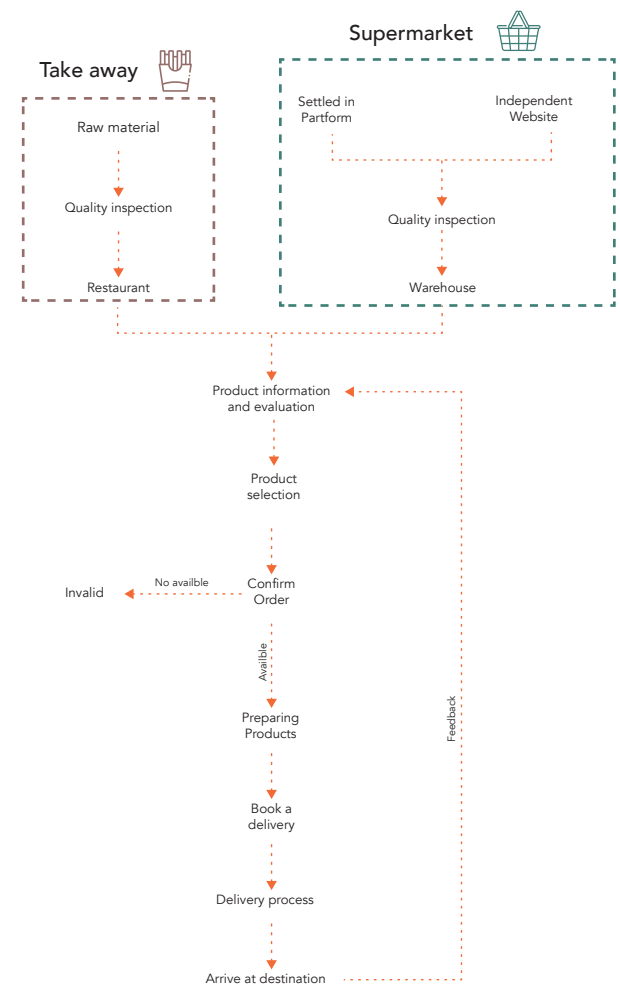 Supermarket
Take away
Settled in
Partform
Independent
Website
Raw material
Quality inspection
Quality inspection
Restaurant
Warehouse
Product information
and evaluation
Product
selection
Confirm
Order
No availble
Invalid
Availble
Preparing
Products
Feedback
Book a
delivery
Delivery process
Arrive at destination